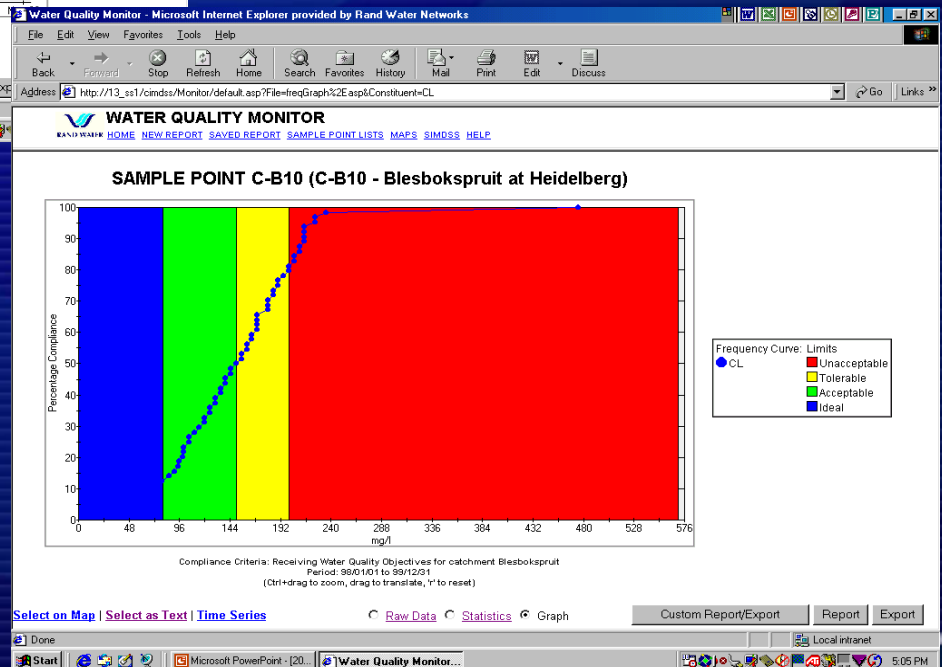 Water Quality Monitor - Microsoft Internet Explorer provided by Rand Water Networks
File Edit View Favorites Tools Help
Back Forward Stop Refresh Home Search Favorites History Mail Print Edit Discuss
Address http://13_ss1/cimdss/Monitor/default.asp?File=freqGraph%2Easp&Constituent=CL Go Links »
WATER QUALITY MONITOR
RAND WATER HOME NEW REPORT SAVED REPORT SAMPLE POINT LISTS MAPS SIMDSS HELP
SAMPLE POINT C-B10 (C-B10 - Blesbokspruit at Heidelberg)
100
90
80
70
60
50
40
30
20
10
0
Percentage Compliance
0 48 96 144 192 240 288 336 384 432 480 528 576
mg/l
Frequency Curve: Limits
CL Unacceptable
Tolerable
Acceptable
Ideal
Compliance Criteria: Receiving Water Quality Objectives for catchment Blesbokspruit
Period: 98/01/01 to 99/12/31
(Ctrl+drag to zoom, drag to translate, 'r' to reset)
Select on Map | Select as Text | Time Series Raw Data Statistics Graph Custom Report/Export Report Export
Done Local intranet
Start Microsoft PowerPoint - [20... Water Quality Monitor... 5:05 PM